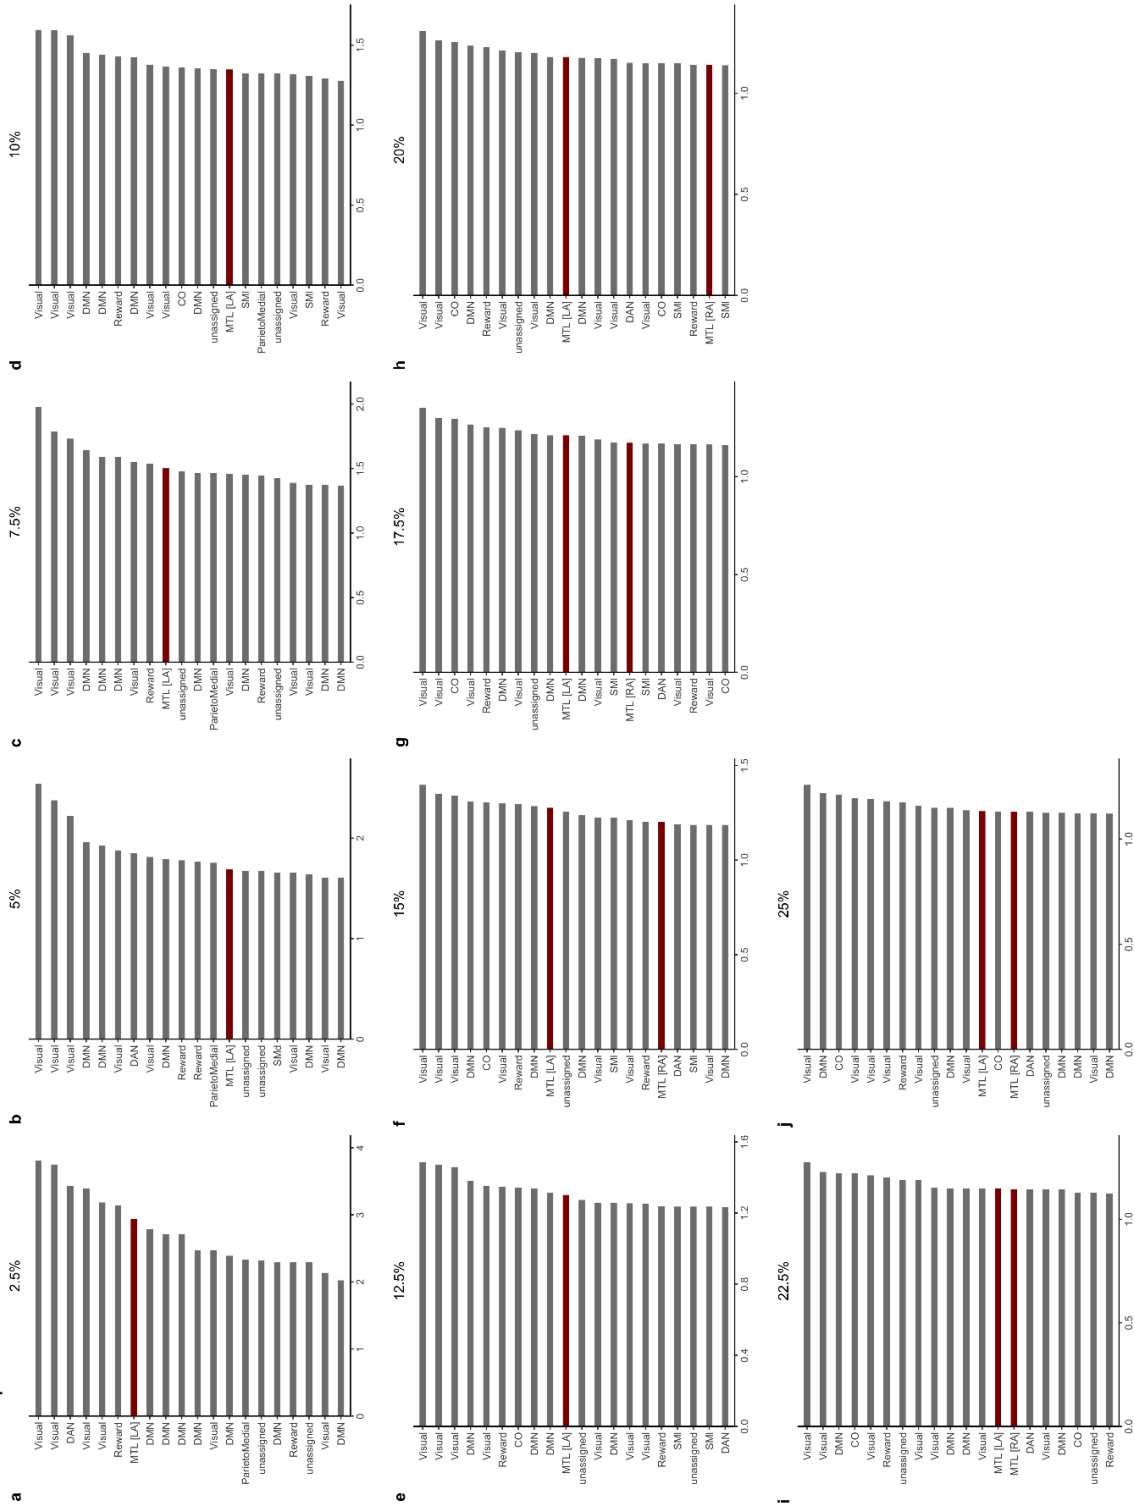 a
2.5%
Visual
Visual
DAN
Visual
Visual
Reward
MTL [LA]
DMN
DMN
DMN
DMN
Visual
DMN
ParietoMedial
unassigned
DMN
Reward
unassigned
Visual
DMN
0 1 2 3 4
b
5%
Visual
Visual
Visual
DMN
DMN
Visual
DAN
Visual
DMN
Reward
Reward
ParietoMedial
MTL [LA]
unassigned
unassigned
SMd
Visual
DMN
Visual
DMN
0 1 2
c
7.5%
Visual
Visual
Visual
DMN
DMN
DMN
Visual
Reward
MTL [LA]
unassigned
DMN
ParietoMedial
Visual
DMN
Reward
unassigned
Visual
Visual
DMN
DMN
0.0 0.5 1.0 1.5 2.0
d
10%
Visual
Visual
Visual
DMN
DMN
Reward
DMN
Visual
Visual
CO
DMN
unassigned
MTL [LA]
SMI
ParietoMedial
unassigned
Visual
SMI
Reward
Visual
0.0 0.5 1.0 1.5
e
12.5%
Visual
Visual
Visual
DMN
Visual
Reward
CO
DMN
DMN
MTL [LA]
unassigned
DMN
DMN
Visual
Visual
Reward
SMI
unassigned
SMI
DAN
0.0 0.4 0.8 1.2 1.6
f
15%
Visual
Visual
Visual
DMN
CO
Visual
Reward
DMN
MTL [LA]
unassigned
DMN
Visual
SMI
Visual
Reward
MTL [RA]
DAN
SMI
Visual
DMN
0.0 0.5 1.0 1.5
g
17.5%
Visual
Visual
CO
Visual
Reward
DMN
Visual
unassigned
DMN
MTL [LA]
DMN
Visual
SMI
MTL [RA]
SMI
DAN
Visual
Reward
Visual
CO
0.0 0.5 1.0
h
20%
Visual
Visual
CO
DMN
Reward
Visual
unassigned
Visual
DMN
MTL [LA]
DMN
Visual
Visual
DAN
Visual
CO
SMI
Reward
MTL [RA]
SMI
0.0 0.5 1.0
i
22.5%
Visual
Visual
DMN
CO
Visual
Reward
unassigned
Visual
Visual
DMN
DMN
Visual
MTL [LA]
MTL [RA]
DAN
Visual
DMN
CO
unassigned
Reward
0.0 0.5 1.0
j
25%
Visual
DMN
CO
Visual
Visual
Visual
Reward
Visual
unassigned
DMN
Visual
MTL [LA]
CO
MTL [RA]
DAN
unassigned
DMN
DMN
Visual
DMN
0.0 0.5 1.0